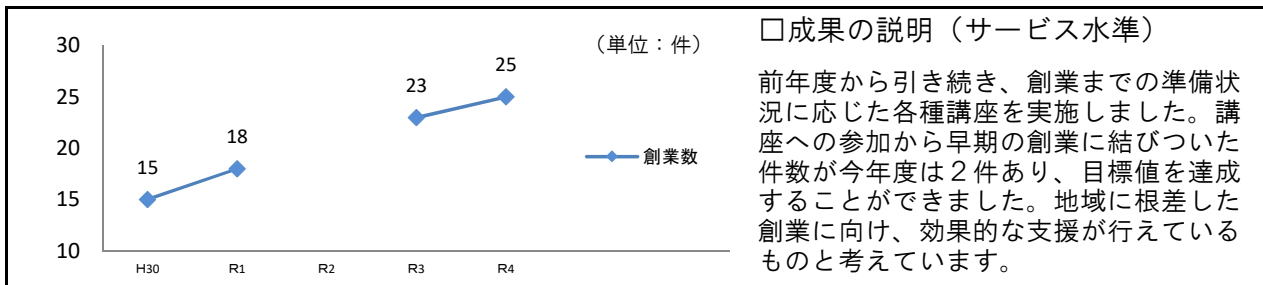 30
25
20
15
10
(単位：件)
15
18
23
25
創業数
H30
R1
R2
R3
R4
□成果の説明（サービス水準）
前年度から引き続き、創業までの準備状
況に応じた各種講座を実施しました。講
座への参加から早期の創業に結びついた
件数が今年度は２件あり、目標値を達成
することができました。地域に根差した
創業に向け、効果的な支援が行えている
ものと考えています。